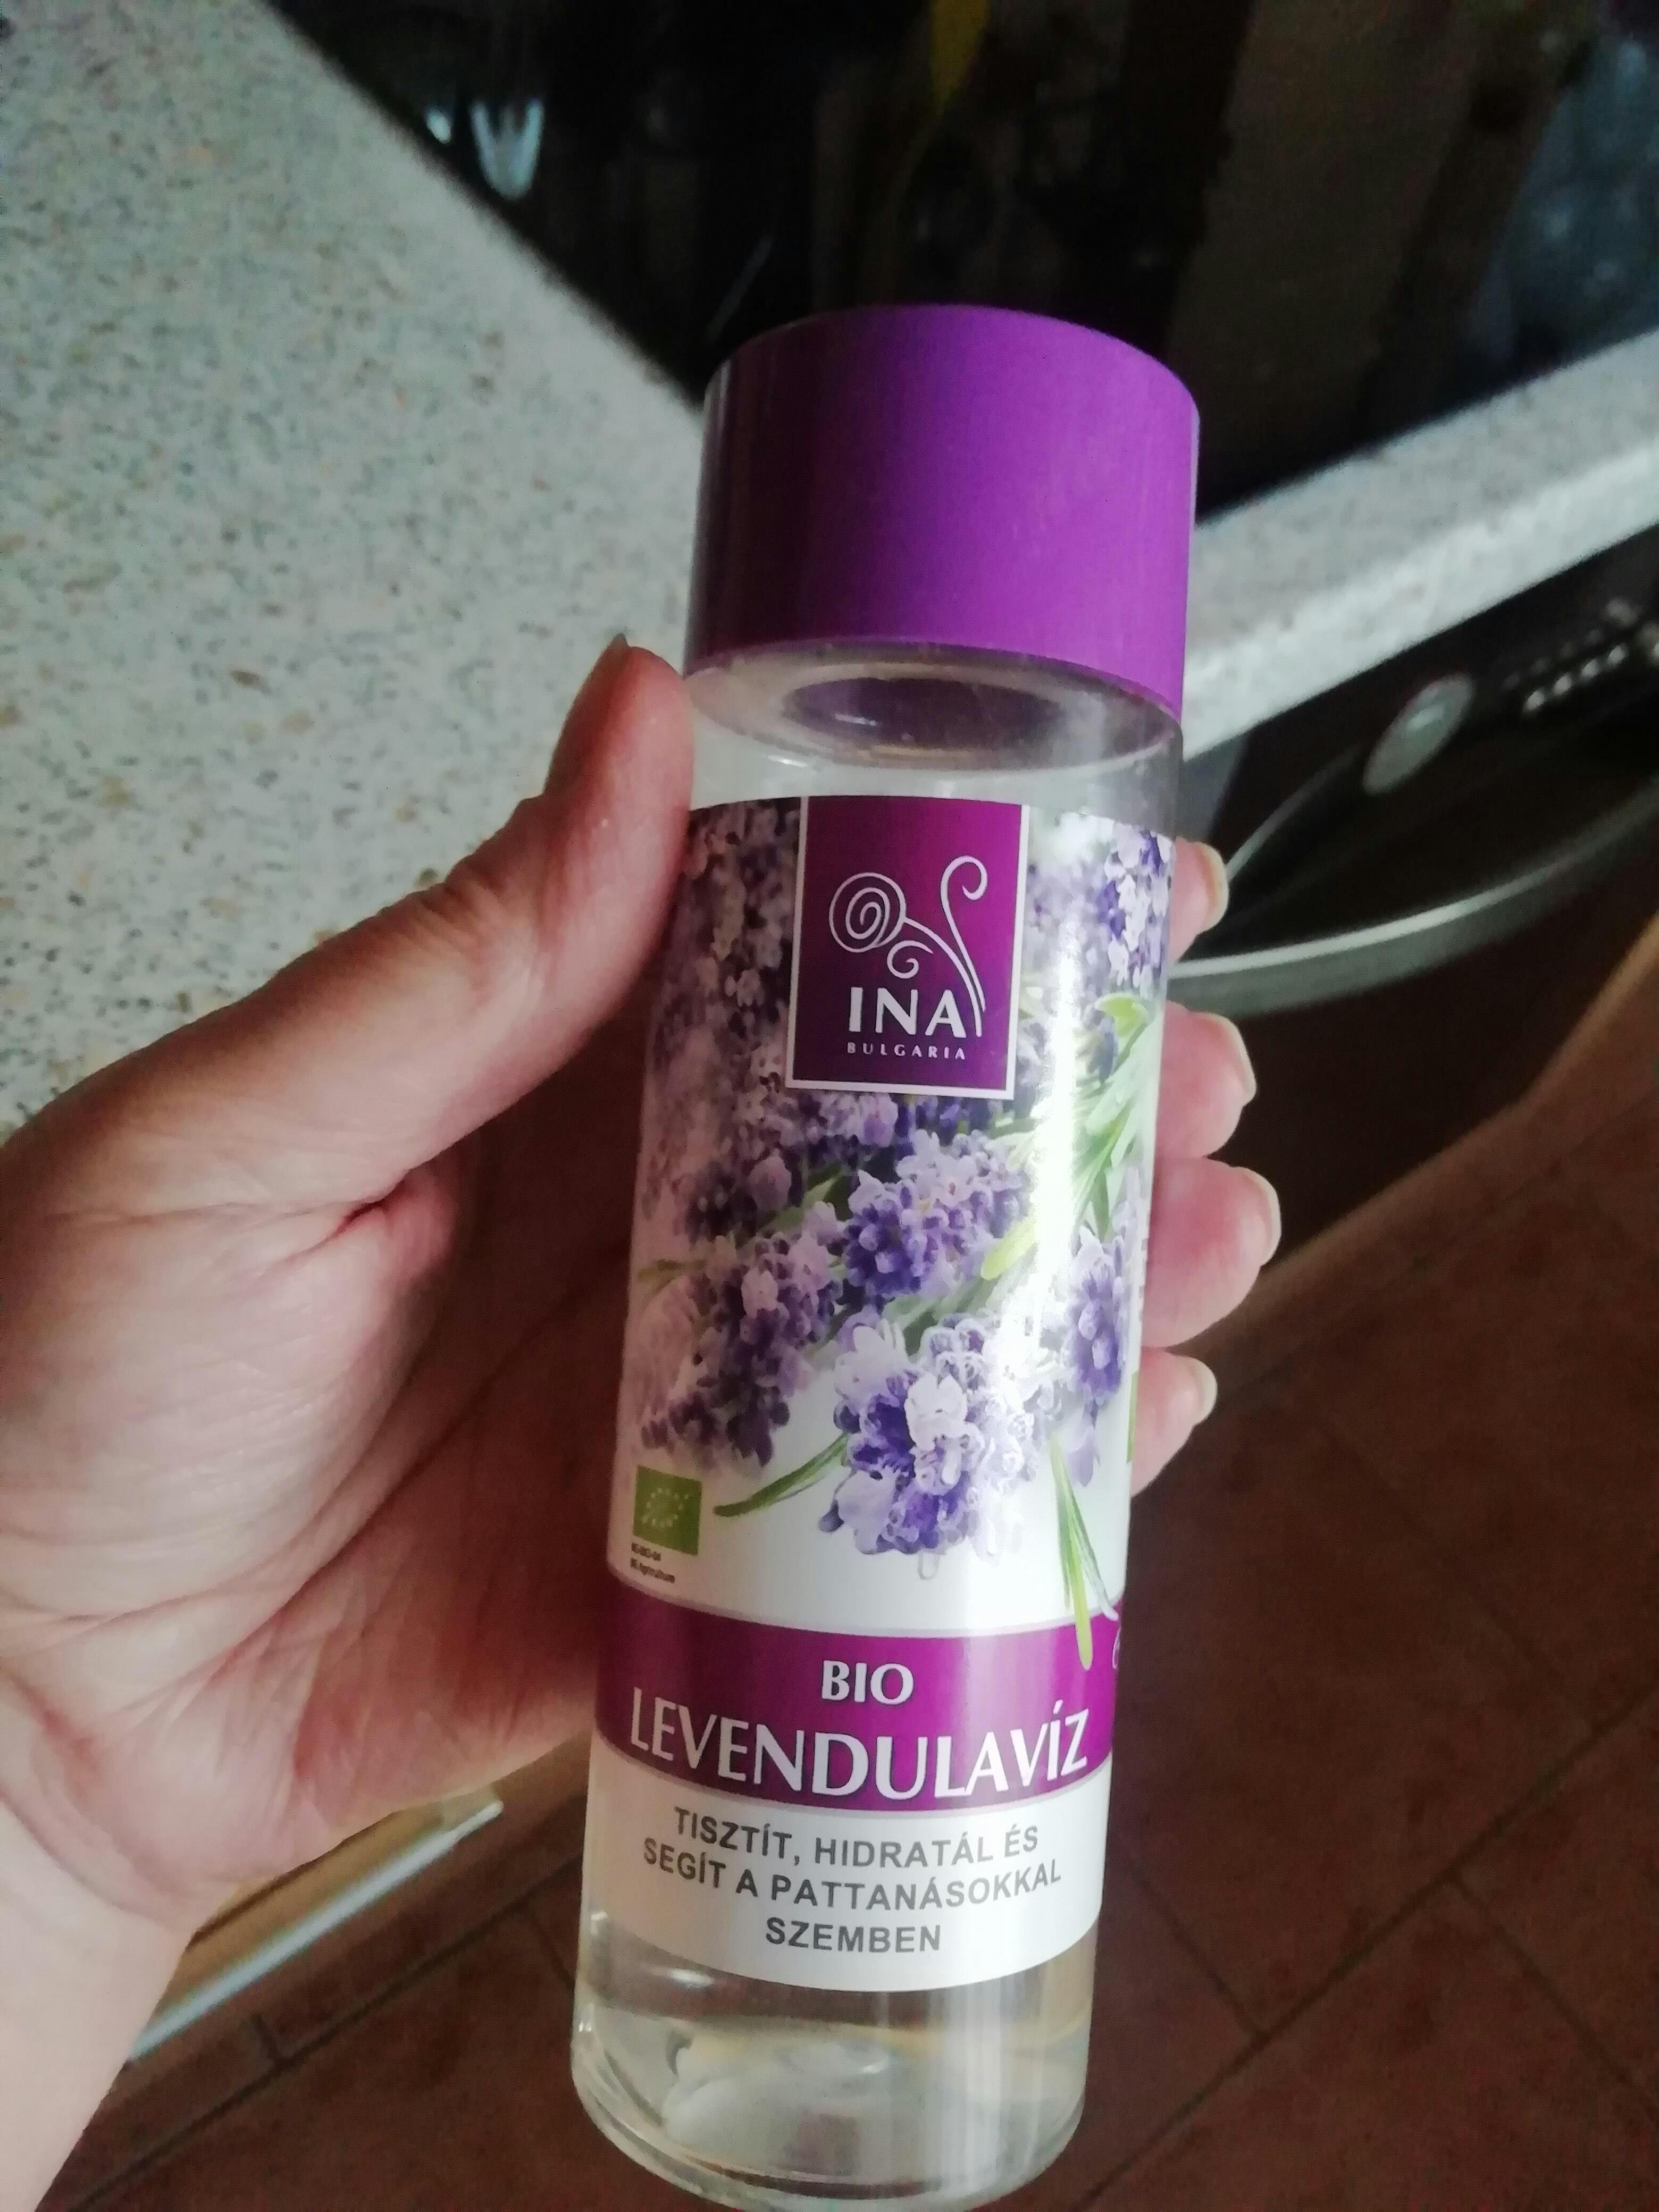 INA
BULGARIA
BIO
LEVENDULAVÍZ
TISZTÍT, HIDRATÁL ÉS
SEGÍT A PATTANÁSOKKAL
SZEMBEN